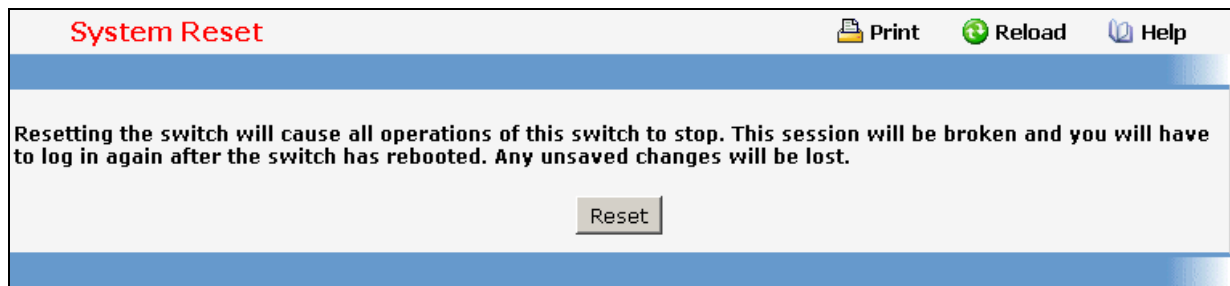 System Reset Print Reload Help
Resetting the switch will cause all operations of this switch to stop. This session will be broken and you will have
to log in again after the switch has rebooted. Any unsaved changes will be lost.
Reset